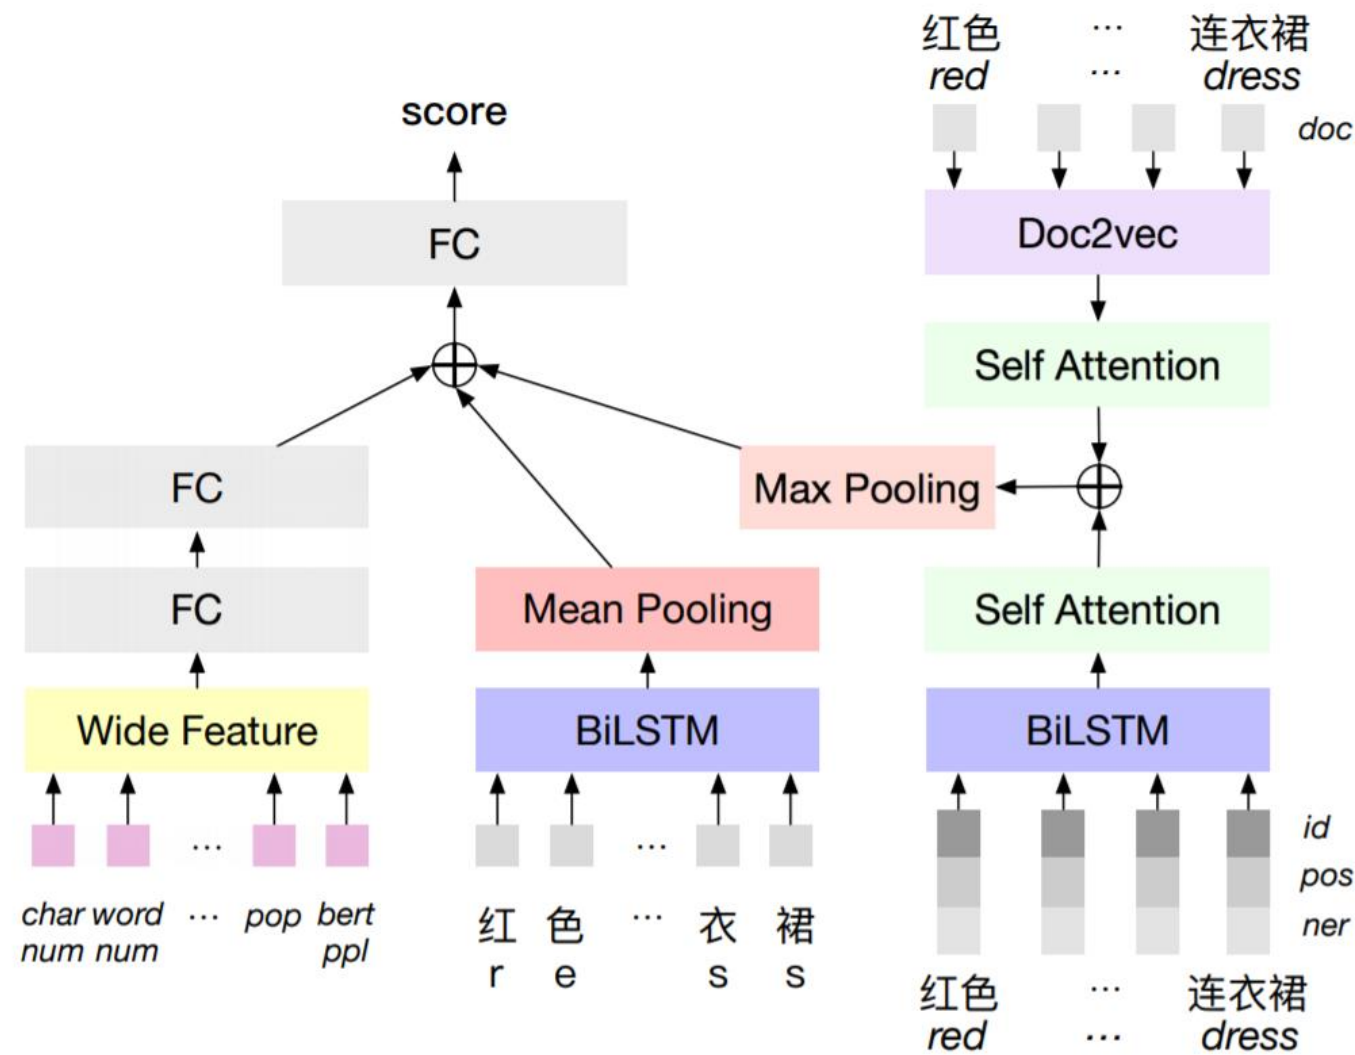 红色 … 连衣裙
red … dress
doc
Doc2vec
Self Attention
score
FC
Max Pooling
FC
FC
Wide Feature
char word … pop bert
num num ppl
…
Mean Pooling
BiLSTM
…
红 色 … 衣 裙
r e s s
Self Attention
BiLSTM
id
pos
ner
红色 … 连衣裙
red … dress